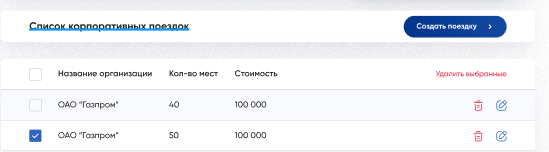 Список корпоративных поездок
Создать поездку
Название организации Кол-во мест Стоимость Удалить выбранные
ОАО "Газпром" 40 100 000
ОАО "Газпром" 50 100 000